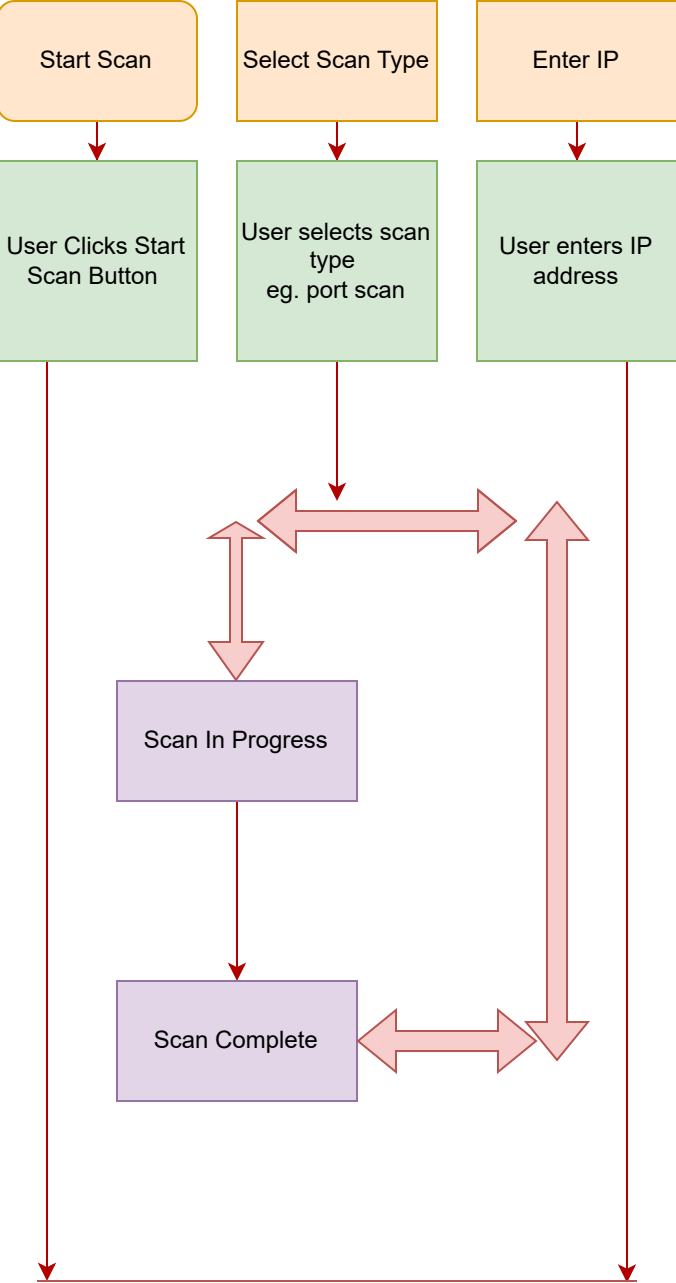 Start Scan
Select Scan Type
Enter IP
User Clicks Start
Scan Button
User selects scan
type
eg. port scan
User enters IP
address
Scan In Progress
Scan Complete